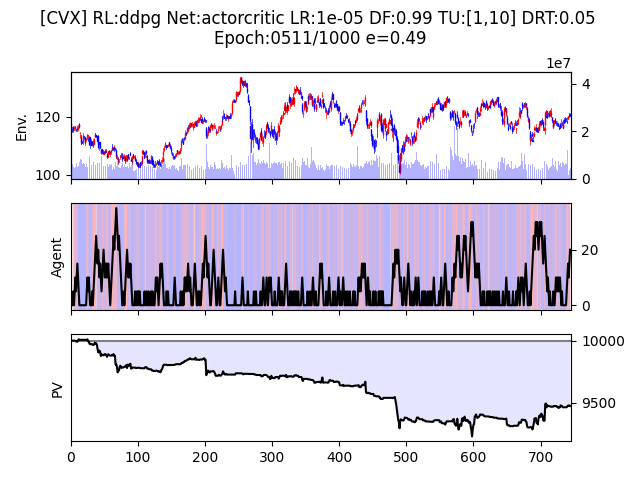 [CVX] RL:ddpg Net:actorcritic LR:1e-05 DF:0.99 TU:[1,10] DRT:0.05
Epoch:0511/1000 e=0.49
1e7
Env.
120
100
4
2
0
Agent
20
0
PV
10000
9500
0 100 200 300 400 500 600 700